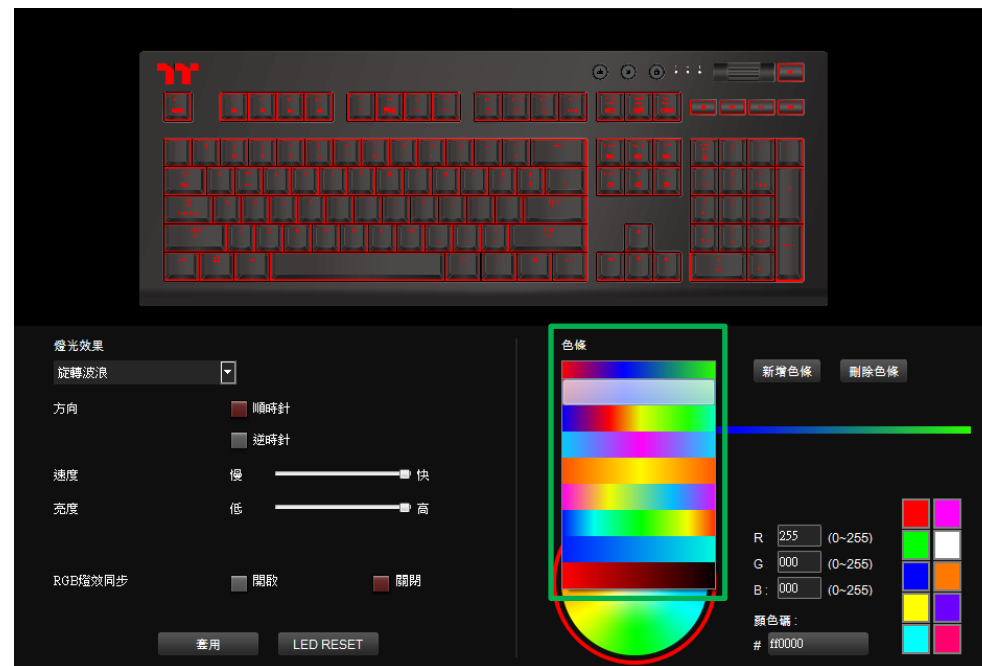 燈光效果
旋轉波浪
方向
順時針
逆時針
速度
慢
快
亮度
低
高
RGB燈效同步
開啟
關閉
套用
LED RESET
色條
新增色條
刪除色條
R 255 (0~255)
G 000 (0~255)
B: 000 (0~255)
顏色碼:
# ff0000